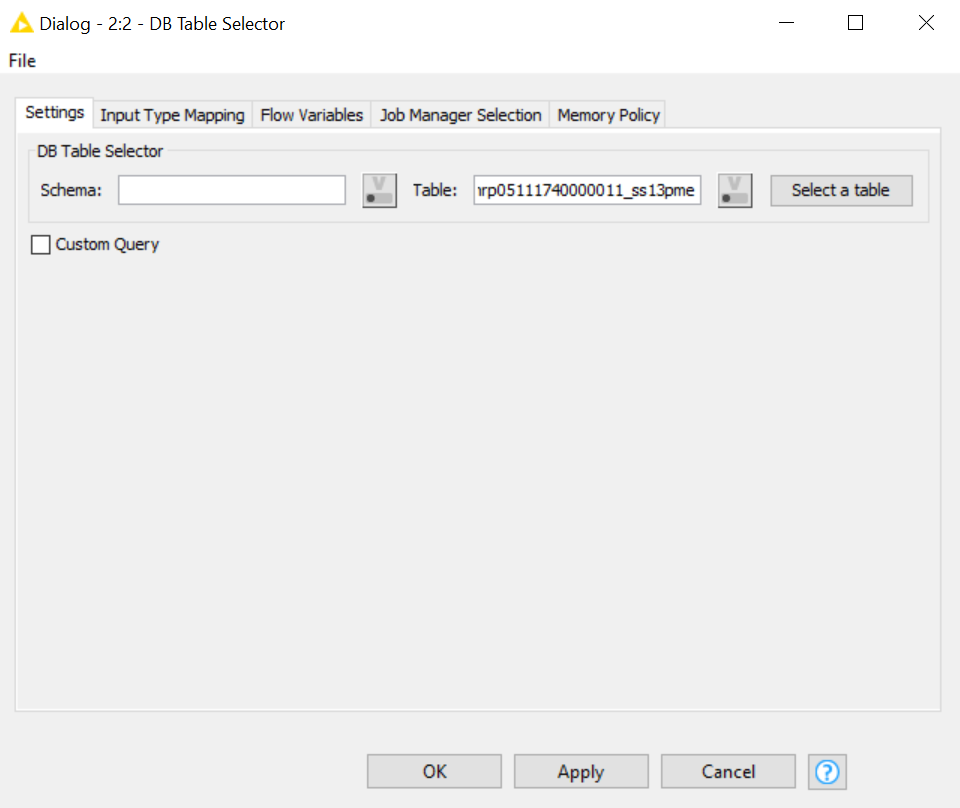 Dialog - 2:2 - DB Table Selector
File
Settings Input Type Mapping Flow Variables Job Manager Selection Memory Policy
DB Table Selector
Schema: V Table: rp05111740000011_ss13pme V Select a table
Custom Query
OK Apply Cancel ?